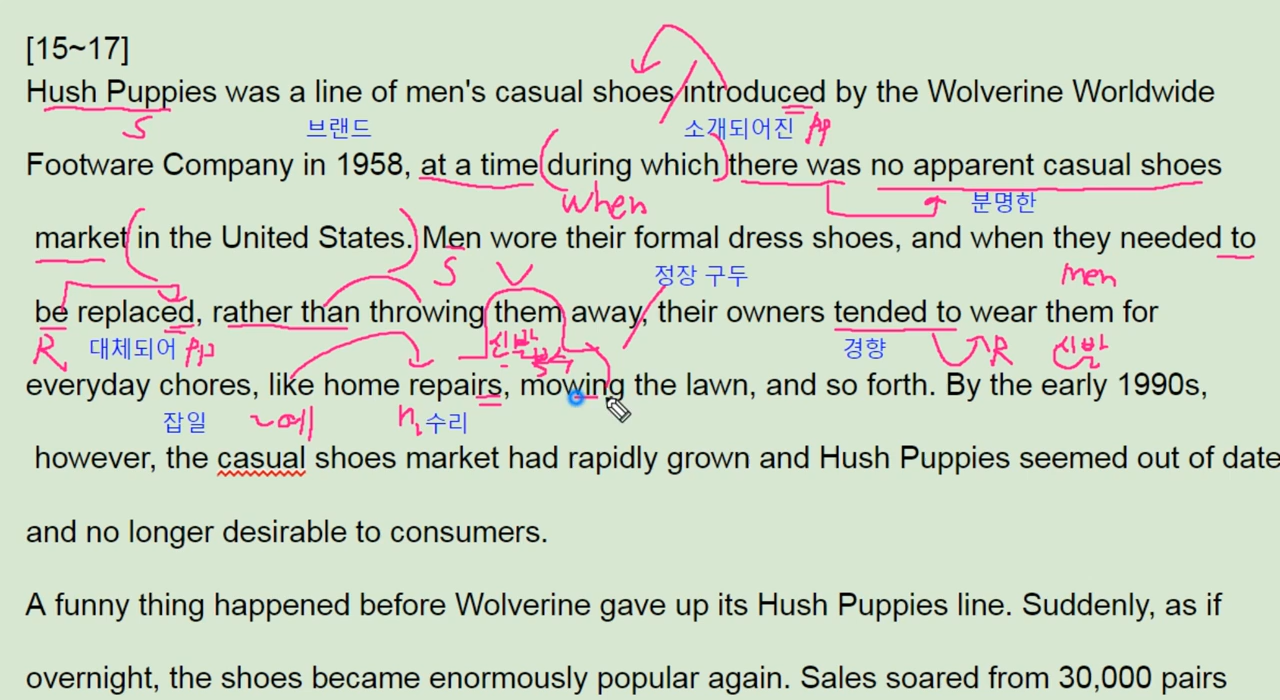 [15~17]
Hush Puppies was a line of men's casual shoes introduced by the Wolverine Worldwide
S 브랜드 소개되어진 pp
Footware Company in 1958, at a time during which there was no apparent casual shoes
when 분명한
market in the United States. Men wore their formal dress shoes, and when they needed to
S V 정장 구두 men
be replaced, rather than throwing them away, their owners tended to wear them for
R 대체되어 pp 신발 경향 R 신발
everyday chores, like home repairs, mowing the lawn, and so forth. By the early 1990s,
잡일 ~예 n, 수리
however, the casual shoes market had rapidly grown and Hush Puppies seemed out of date
and no longer desirable to consumers.
A funny thing happened before Wolverine gave up its Hush Puppies line. Suddenly, as if
overnight, the shoes became enormously popular again. Sales soared from 30,000 pairs